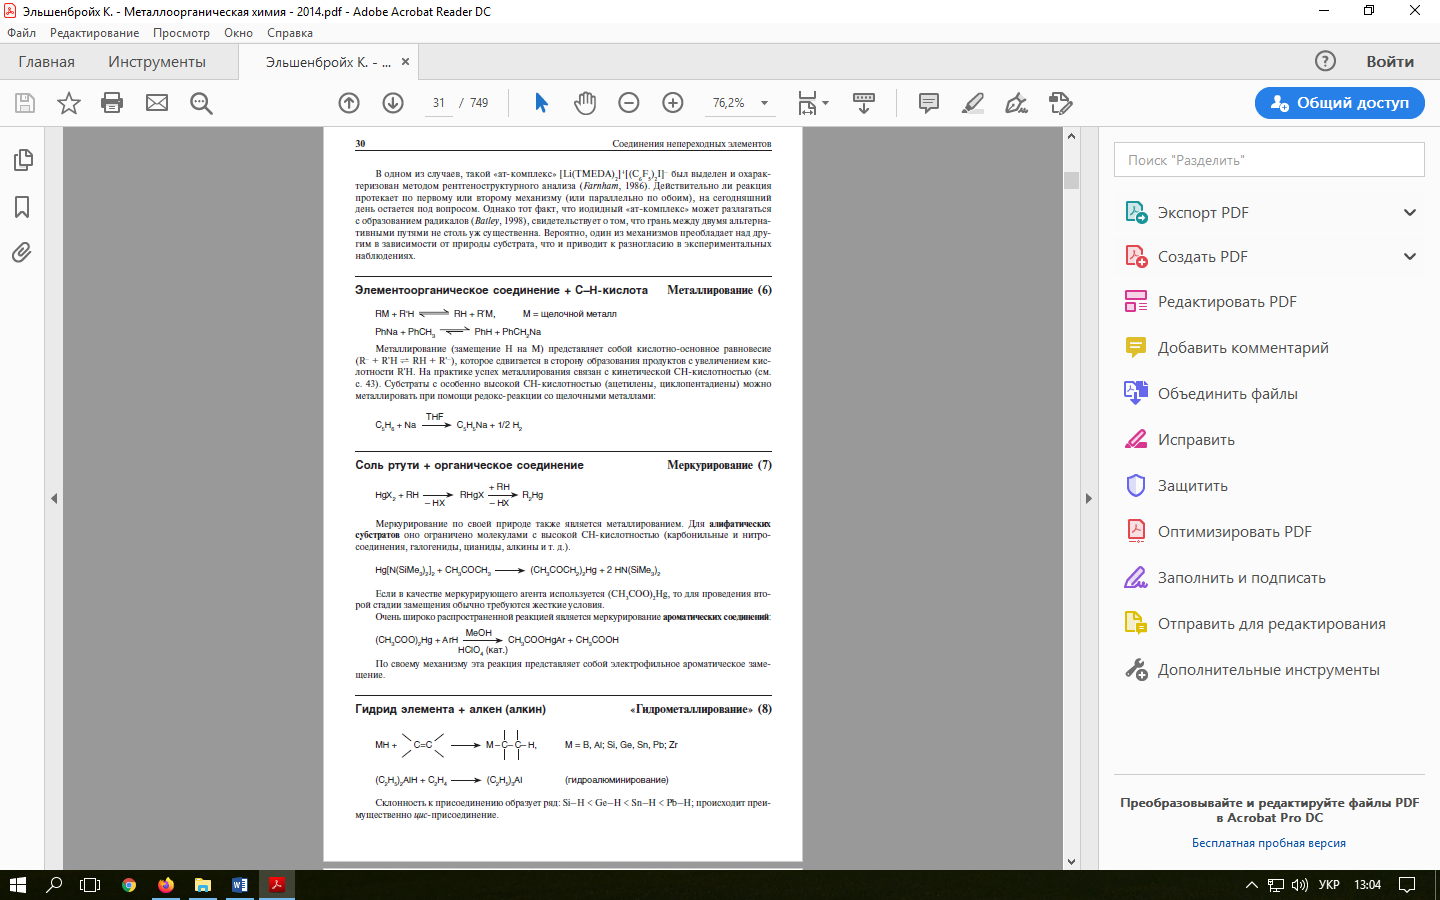 Эльшенбройх К. - Металлоорганическая химия - 2014.pdf - Adobe Acrobat Reader DC
Файл Редактирование Просмотр Окно Справка
Главная Инструменты Эльшенбройх К. - ... × Войти
31 / 749 76,2% Общий доступ
30 Соединения непереходных элементов
В одном из случаев, такой «ат-комплекс» [Li(TMEDA)₂]⁺[(C₆F₅)₂I]⁻ был выделен и охарак-
теризован методом рентгеноструктурного анализа (Farnham, 1986). Действительно ли реакция
протекает по первому или второму механизму (или параллельно по обоим), на сегодняшний
день остается под вопросом. Однако тот факт, что иодидный «ат-комплекс» может разлагаться
с образованием радикалов (Batley, 1998), свидетельствует о том, что грань между двумя альтерна-
тивными путями не столь уж существенна. Вероятно, один из механизмов преобладает над дру-
гим в зависимости от природы субстрата, что и приводит к разногласию в экспериментальных
наблюдениях.
Элементоорганическое соединение + С–Н-кислота Металлирование (6)
RM + R'H ⇌ RH + R'M, M = щелочной металл
PhNa + PhCH₃ ⇌ PhH + PhCH₂Na
Металлирование (замещение H на M) представляет собой кислотно-основное равновесие
(R⁻ + R'H ⇌ RH + R'⁻), которое сдвигается в сторону образования продуктов с увеличением кис-
лотности R'H. На практике успех металлирования связан с кинетической CH-кислотностью (см.
с. 43). Субстраты с особенно высокой CH-кислотностью (ацетилены, циклопентадиены) можно
металлировать при помощи редокс-реакции со щелочными металлами:
THF
C₅H₆ + Na → C₅H₅Na + 1/2 H₂
Соль ртути + органическое соединение Меркурирование (7)
+ RH
HgX₂ + RH → RHgX → R₂Hg
– HX – HX
Меркурирование по своей природе также является металлированием. Для алифатических
субстратов оно ограничено молекулами с высокой CH-кислотностью (карбонильные и нитро-
соединения, галогениды, цианиды, алкины и т. д.).
Hg[N(SiMe₃)₂]₂ + CH₃COCH₃ → (CH₃COCH₂)₂Hg + 2 HN(SiMe₃)₂
Если в качестве меркурирующего агента используется (CH₃COO)₂Hg, то для проведения вто-
рой стадии замещения обычно требуются жесткие условия.
Очень широко распространенной реакцией является меркурирование ароматических соединений:
MeOH
(CH₃COO)₂Hg + ArH → CH₃COOHgAr + CH₃COOH
HClO₄ (кат.)
По своему механизму эта реакция представляет собой электрофильное ароматическое заме-
щение.
Гидрид элемента + алкен (алкин) «Гидрометаллирование» (8)
MH + C=C → M–C–C–H, M = B, Al; Si, Ge, Sn, Pb; Zr
(C₂H₅)₂AlH + C₂H₄ → (C₂H₅)₃Al (гидроалюминирование)
Склонность к присоединению образует ряд: Si–H < Ge–H < Sn–H < Pb–H; происходит преи-
мущественно цис-присоединение.
Поиск "Разделить"
Экспорт PDF
Создать PDF
Редактировать PDF
Добавить комментарий
Объединить файлы
Исправить
Защитить
Оптимизировать PDF
Заполнить и подписать
Отправить для редактирования
Дополнительные инструменты
Преобразовывайте и редактируйте файлы PDF
в Acrobat Pro DC
Бесплатная пробная версия
УКР 13:04